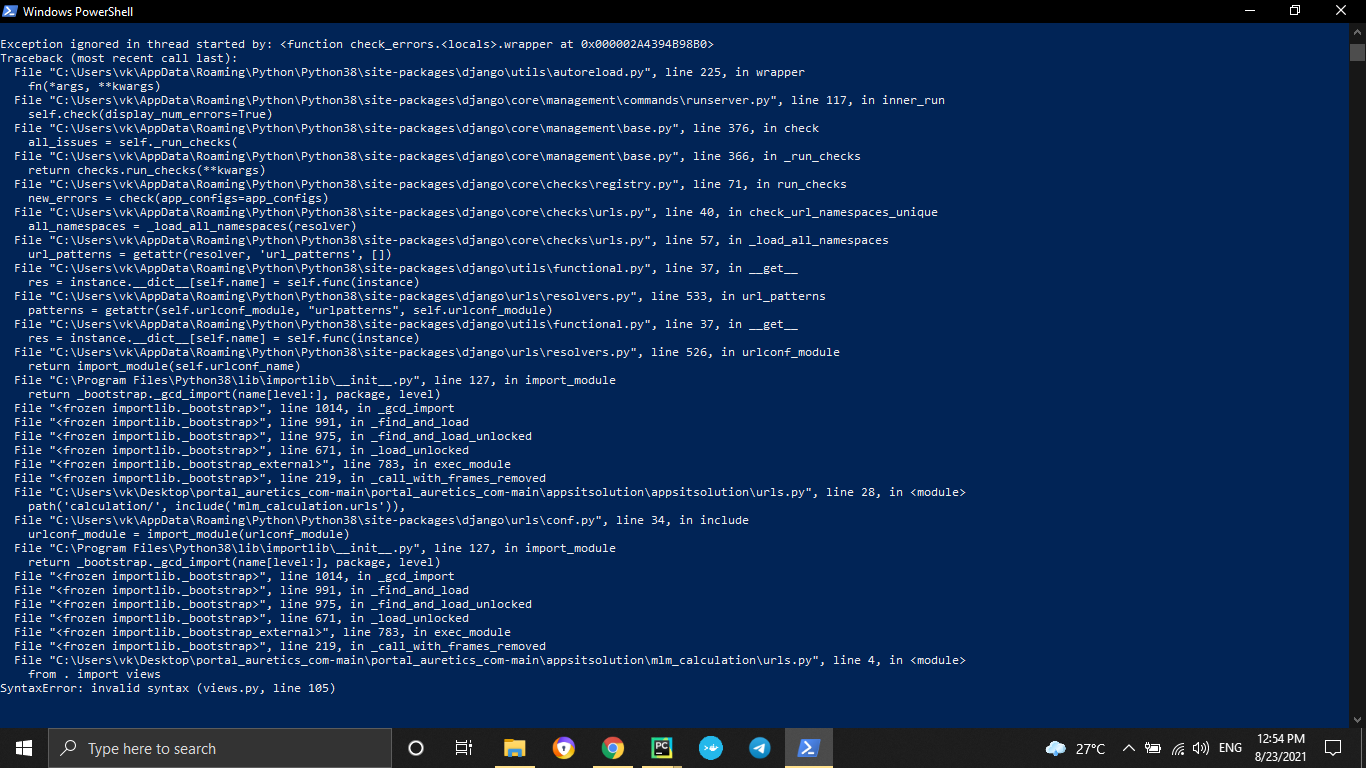 Windows PowerShell
Exception ignored in thread started by: <function check_errors.<locals>.wrapper at 0x000002A4394B98B0>
Traceback (most recent call last):
  File "C:\Users\vk\AppData\Roaming\Python\Python38\site-packages\django\utils\autoreload.py", line 225, in wrapper
    fn(*args, **kwargs)
  File "C:\Users\vk\AppData\Roaming\Python\Python38\site-packages\django\core\management\commands\runserver.py", line 117, in inner_run
    self.check(display_num_errors=True)
  File "C:\Users\vk\AppData\Roaming\Python\Python38\site-packages\django\core\management\base.py", line 376, in check
    all_issues = self._run_checks(
  File "C:\Users\vk\AppData\Roaming\Python\Python38\site-packages\django\core\management\base.py", line 366, in _run_checks
    return checks.run_checks(**kwargs)
  File "C:\Users\vk\AppData\Roaming\Python\Python38\site-packages\django\core\checks\registry.py", line 71, in run_checks
    new_errors = check(app_configs=app_configs)
  File "C:\Users\vk\AppData\Roaming\Python\Python38\site-packages\django\core\checks\urls.py", line 40, in check_url_namespaces_unique
    all_namespaces = _load_all_namespaces(resolver)
  File "C:\Users\vk\AppData\Roaming\Python\Python38\site-packages\django\core\checks\urls.py", line 57, in _load_all_namespaces
    url_patterns = getattr(resolver, 'url_patterns', [])
  File "C:\Users\vk\AppData\Roaming\Python\Python38\site-packages\django\utils\functional.py", line 37, in __get__
    res = instance.__dict__[self.name] = self.func(instance)
  File "C:\Users\vk\AppData\Roaming\Python\Python38\site-packages\django\urls\resolvers.py", line 533, in url_patterns
    patterns = getattr(self.urlconf_module, "urlpatterns", self.urlconf_module)
  File "C:\Users\vk\AppData\Roaming\Python\Python38\site-packages\django\utils\functional.py", line 37, in __get__
    res = instance.__dict__[self.name] = self.func(instance)
  File "C:\Users\vk\AppData\Roaming\Python\Python38\site-packages\django\urls\resolvers.py", line 526, in urlconf_module
    return import_module(self.urlconf_name)
  File "C:\Program Files\Python38\lib\importlib\__init__.py", line 127, in import_module
    return _bootstrap._gcd_import(name[level:], package, level)
  File "<frozen importlib._bootstrap>", line 1014, in _gcd_import
  File "<frozen importlib._bootstrap>", line 991, in _find_and_load
  File "<frozen importlib._bootstrap>", line 975, in _find_and_load_unlocked
  File "<frozen importlib._bootstrap>", line 671, in _load_unlocked
  File "<frozen importlib._bootstrap_external>", line 783, in exec_module
  File "<frozen importlib._bootstrap>", line 219, in _call_with_frames_removed
  File "C:\Users\vk\Desktop\portal_auretics_com-main\portal_auretics_com-main\appsitsolution\appsitsolution\urls.py", line 28, in <module>
    path('calculation/', include('mlm_calculation.urls')),
  File "C:\Users\vk\AppData\Roaming\Python\Python38\site-packages\django\urls\conf.py", line 34, in include
    urlconf_module = import_module(urlconf_module)
  File "C:\Program Files\Python38\lib\importlib\__init__.py", line 127, in import_module
    return _bootstrap._gcd_import(name[level:], package, level)
  File "<frozen importlib._bootstrap>", line 1014, in _gcd_import
  File "<frozen importlib._bootstrap>", line 991, in _find_and_load
  File "<frozen importlib._bootstrap>", line 975, in _find_and_load_unlocked
  File "<frozen importlib._bootstrap>", line 671, in _load_unlocked
  File "<frozen importlib._bootstrap_external>", line 783, in exec_module
  File "<frozen importlib._bootstrap>", line 219, in _call_with_frames_removed
  File "C:\Users\vk\Desktop\portal_auretics_com-main\portal_auretics_com-main\appsitsolution\mlm_calculation\urls.py", line 4, in <module>
    from . import views
SyntaxError: invalid syntax (views.py, line 105)
Type here to search
PC
27°C
ENG
12:54 PM
8/23/2021